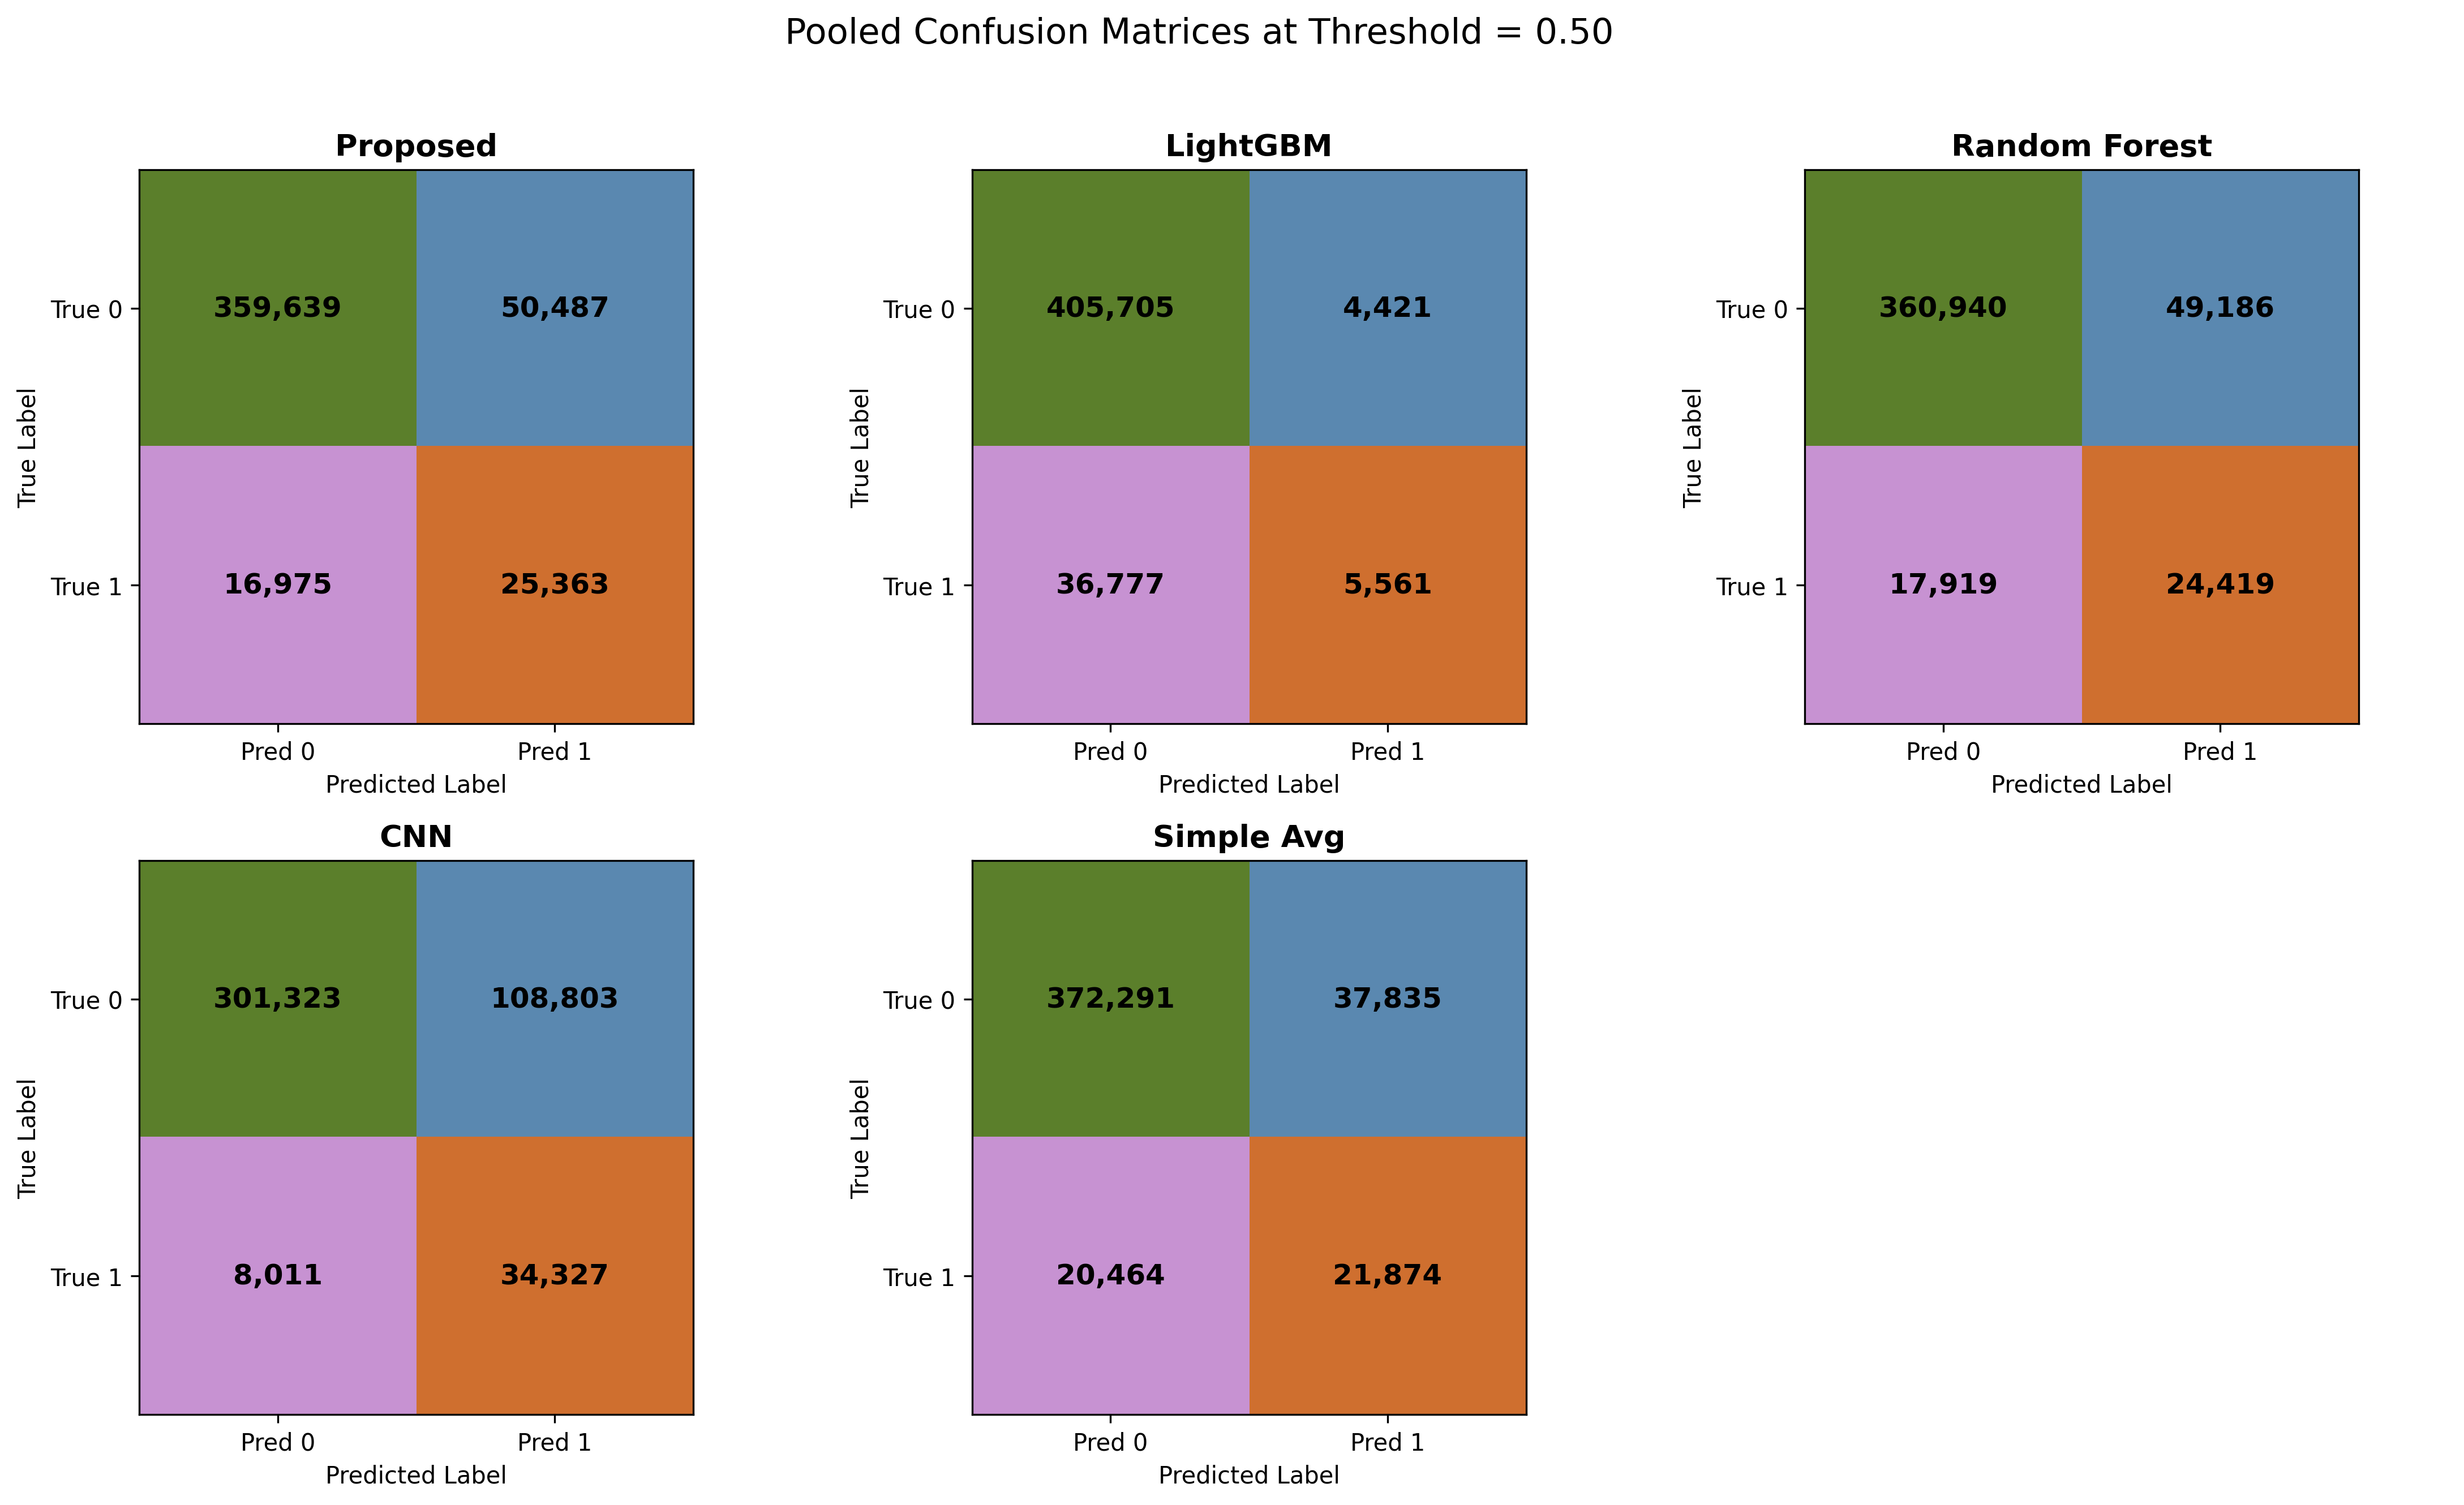 Pooled Confusion Matrices at Threshold = 0.50
Proposed
True Label
True 0
359,639
50,487
True 1
16,975
25,363
Pred 0
Pred 1
Predicted Label
LightGBM
True Label
True 0
405,705
4,421
True 1
36,777
5,561
Pred 0
Pred 1
Predicted Label
Random Forest
True Label
True 0
360,940
49,186
True 1
17,919
24,419
Pred 0
Pred 1
Predicted Label
CNN
True Label
True 0
301,323
108,803
True 1
8,011
34,327
Pred 0
Pred 1
Predicted Label
Simple Avg
True Label
True 0
372,291
37,835
True 1
20,464
21,874
Pred 0
Pred 1
Predicted Label